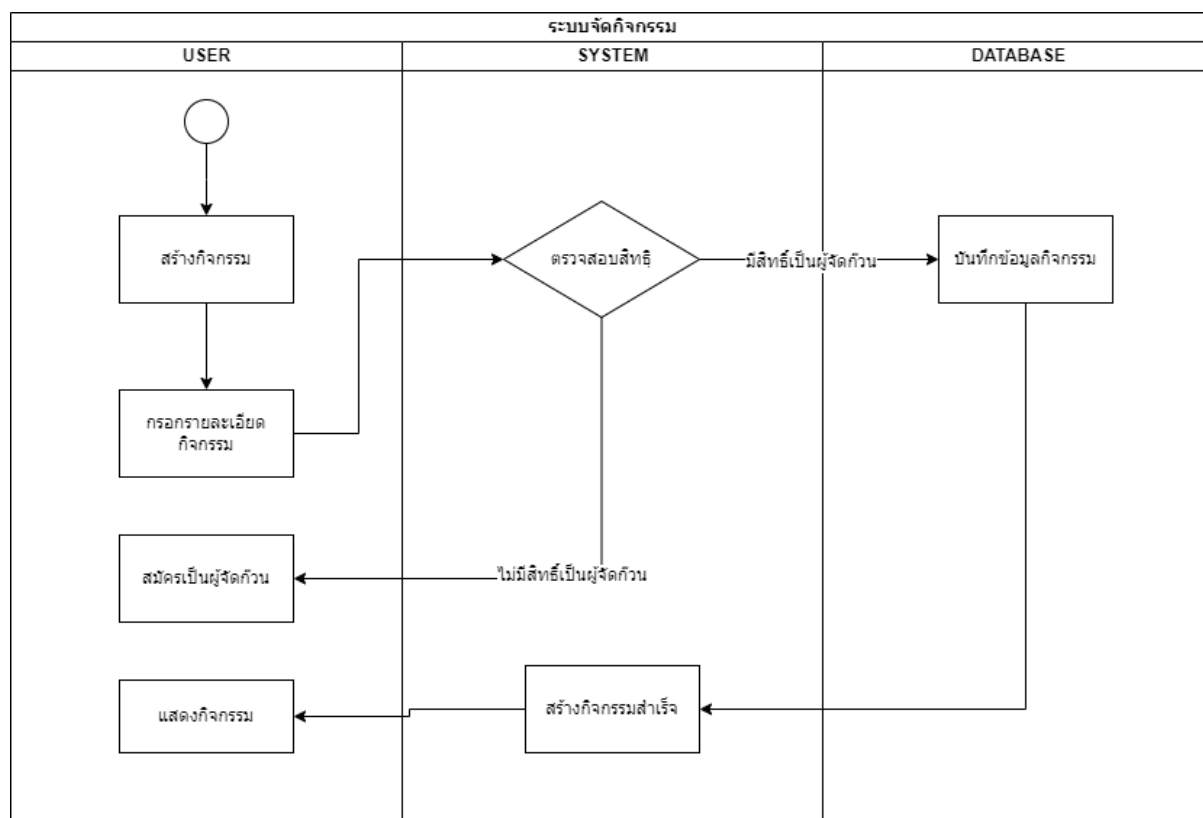 ระบบจัดกิจกรรม
USER
SYSTEM
DATABASE
สร้างกิจกรรม
ตรวจสอบสิทธิ์
มีสิทธิ์เป็นผู้จัดก๊วน
บันทึกข้อมูลกิจกรรม
กรอกรายละเอียด
กิจกรรม
สมัครเป็นผู้จัดก๊วน
ไม่มีสิทธิ์เป็นผู้จัดก๊วน
แสดงกิจกรรม
สร้างกิจกรรมสำเร็จ